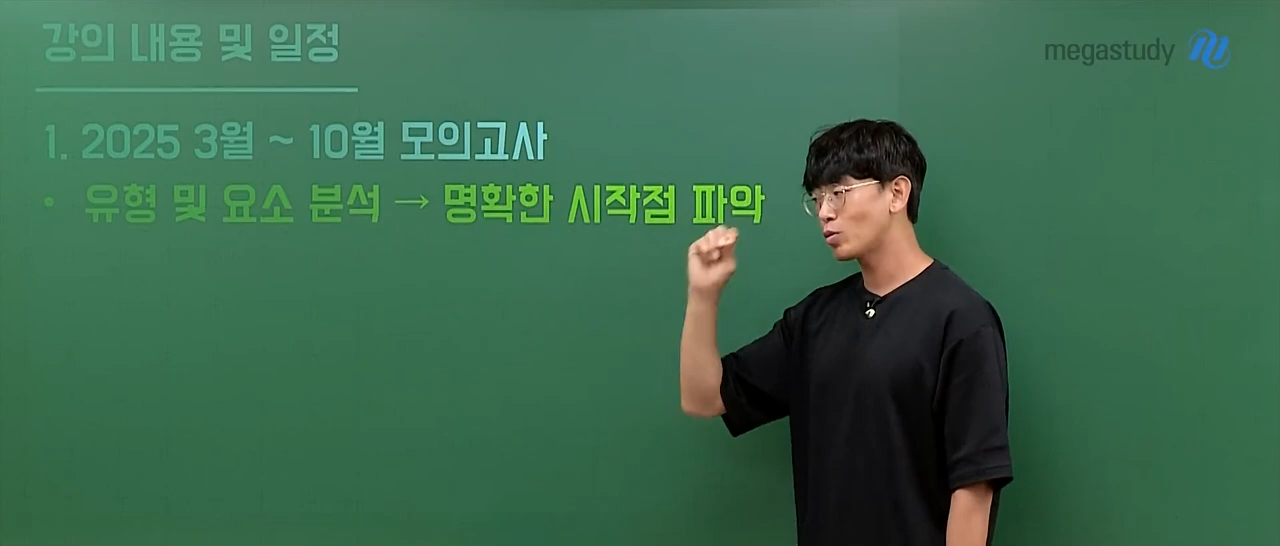 강의 내용 및 일정
megastudy
1. 2025 3월 ~ 10월 모의고사
• 유형 및 요소 분석 → 명확한 시작점 파악